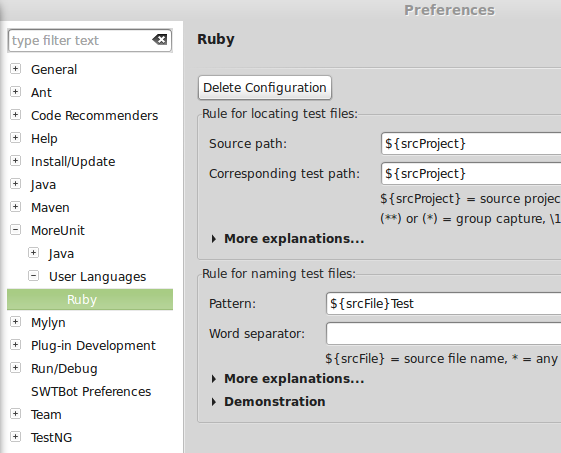 Preferences
type filter text
General
Ant
Code Recommenders
Help
Install/Update
Java
Maven
MoreUnit
Java
User Languages
Ruby
Mylyn
Plug-in Development
Run/Debug
SWTBot Preferences
Team
TestNG
Ruby
Delete Configuration
Rule for locating test files:
Source path: ${srcProject}
Corresponding test path: ${srcProject}
${srcProject} = source projec
(**) or (*) = group capture, \1
More explanations...
Rule for naming test files:
Pattern: ${srcFile}Test
Word separator:
${srcFile} = source file name, * = any
More explanations...
Demonstration